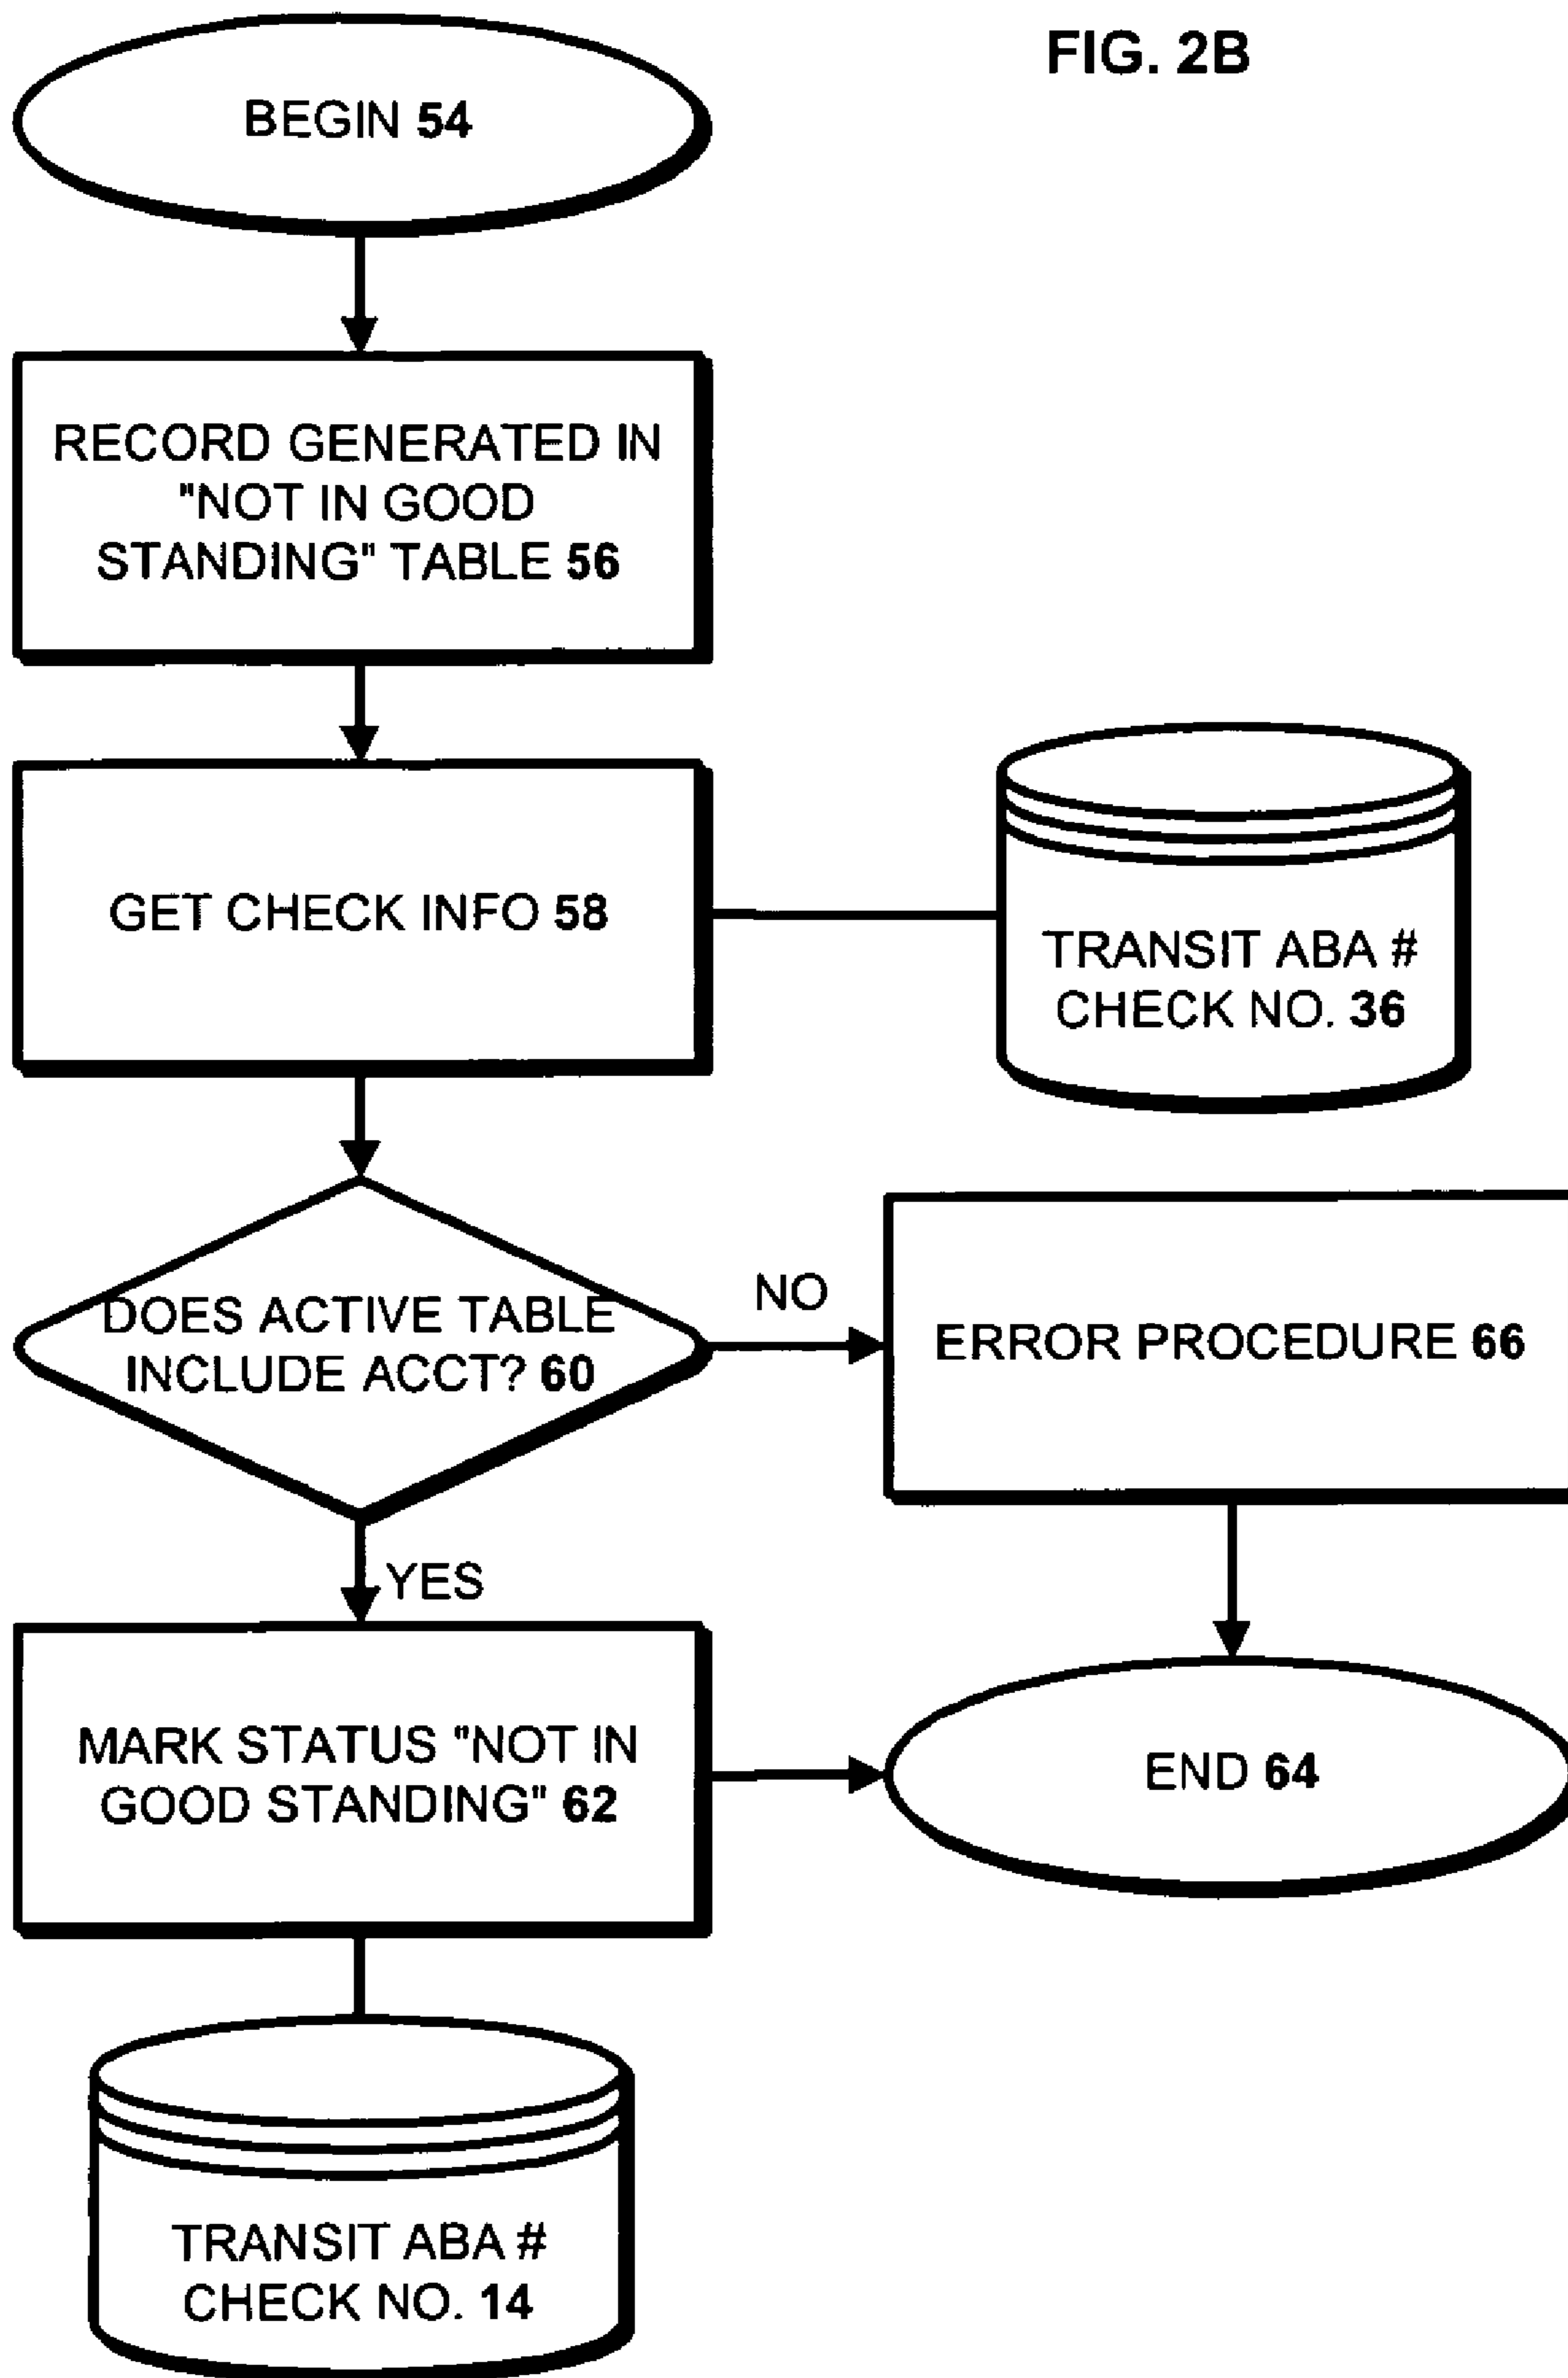 FIG. 2B
BEGIN 54
RECORD GENERATED IN
"NOT IN GOOD
STANDING" TABLE 56
GET CHECK INFO 58
TRANSIT ABA #
CHECK NO. 36
DOES ACTIVE TABLE
INCLUDE ACCT? 60
NO
ERROR PROCEDURE 66
YES
MARK STATUS "NOT IN
GOOD STANDING" 62
END 64
TRANSIT ABA #
CHECK NO. 14